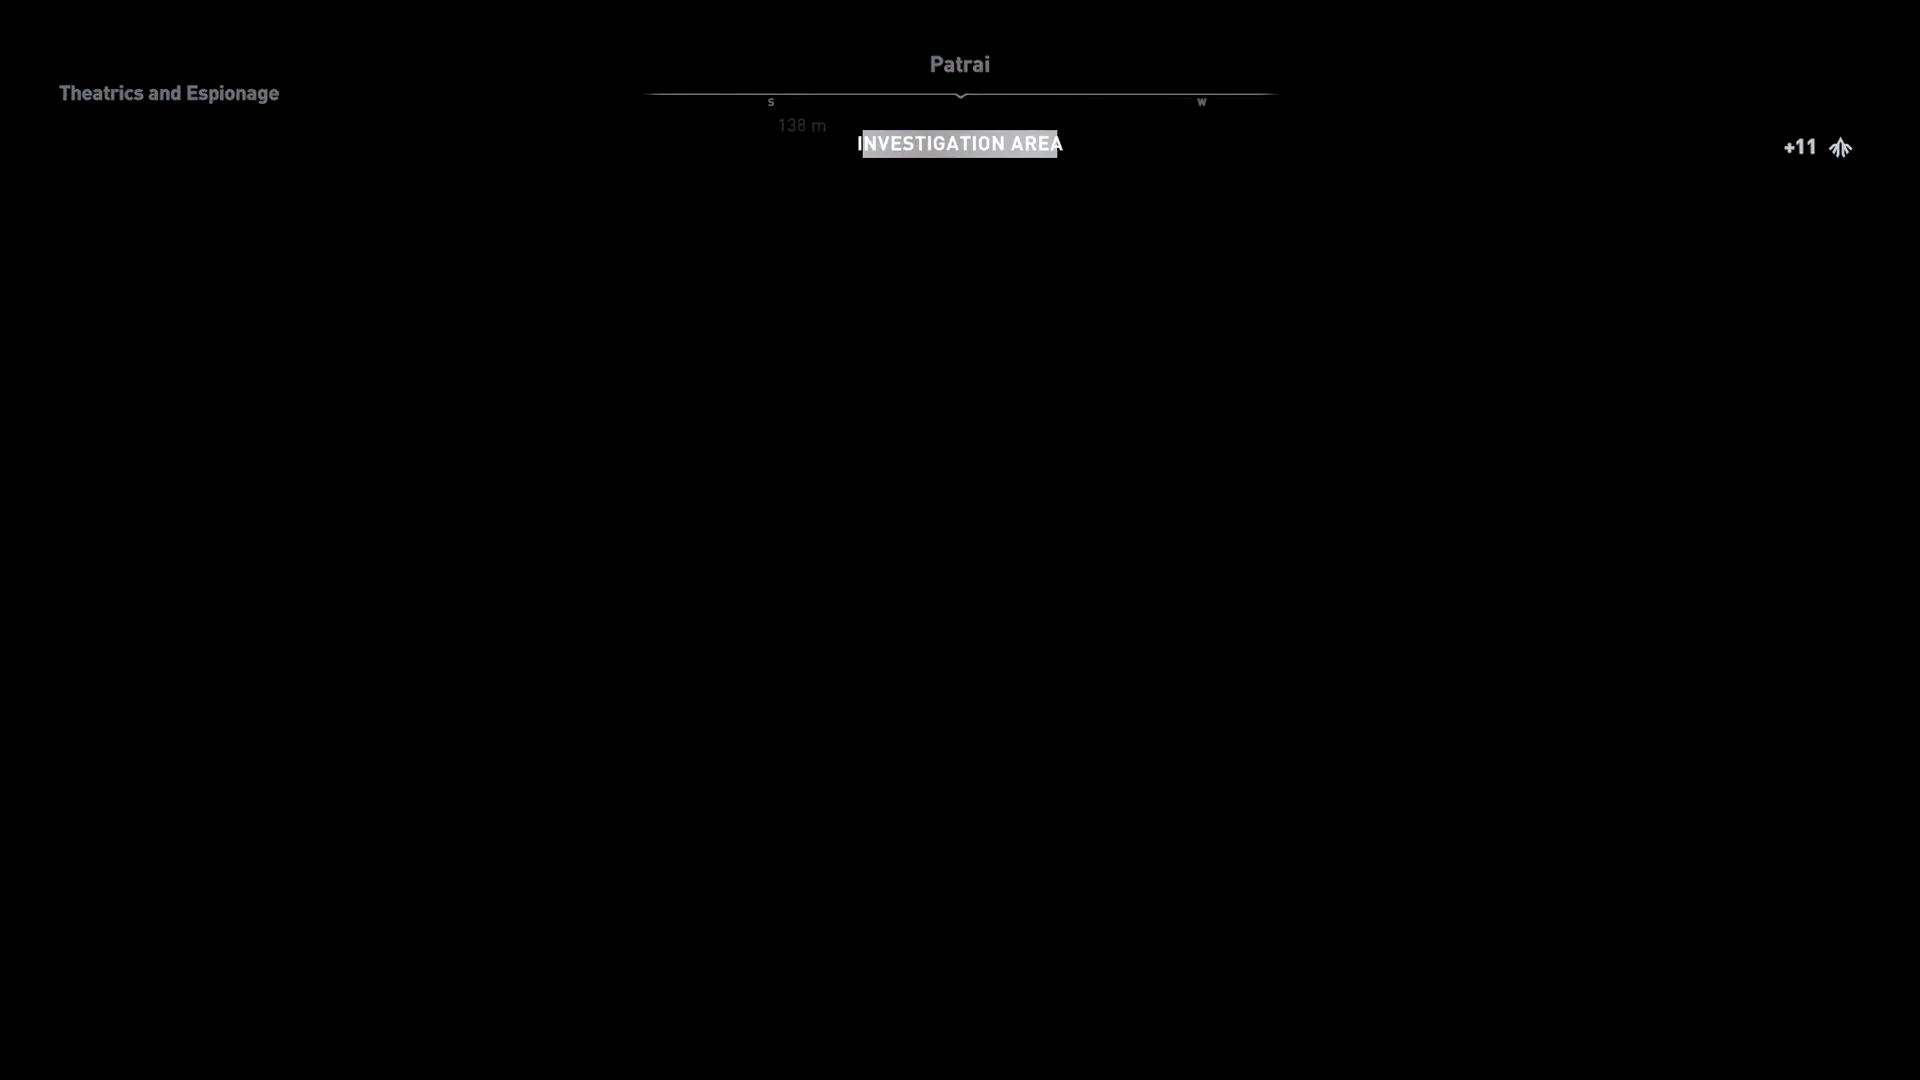 Patrai
Theatrics and Espionage
S W
138 m
INVESTIGATION AREA
+11